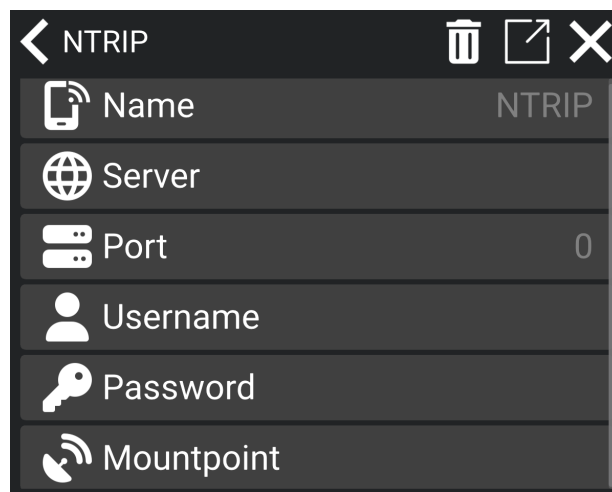 NTRIP
Name NTRIP
Server
Port 0
Username
Password
Mountpoint